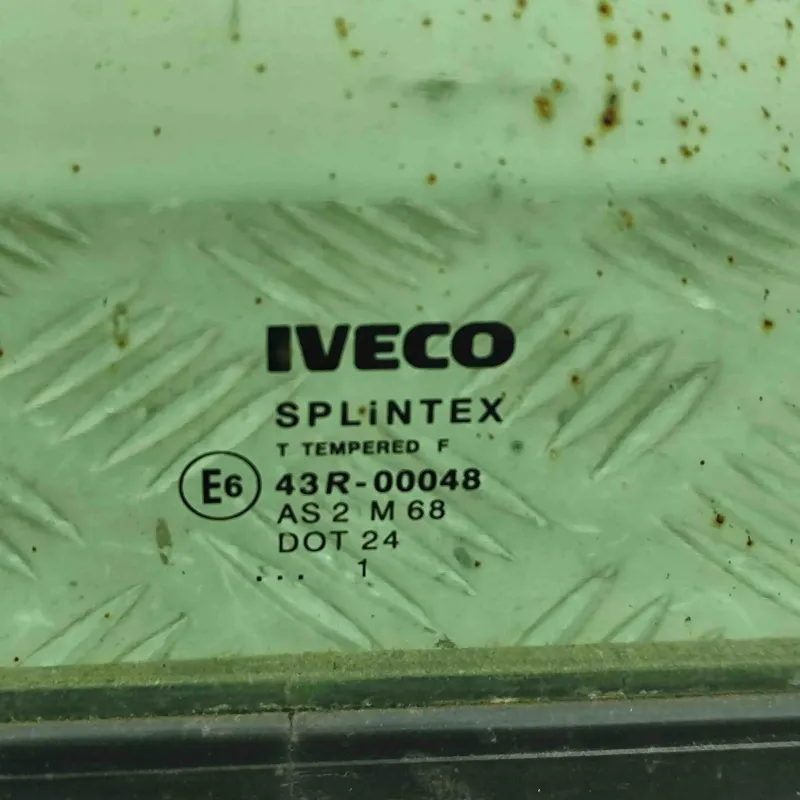 IVECO
SPLiNTEX
T TEMPERED F
E6 43R-00048
AS 2 M 68
DOT 24
... 1